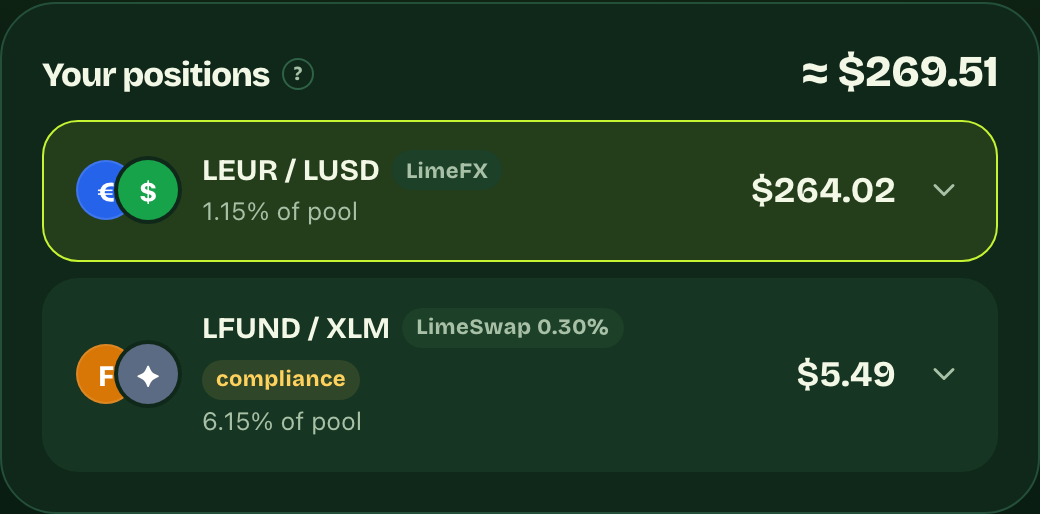 Your positions ? ≈ $269.51
€ $ LEUR / LUSD LimeFX $264.02
1.15% of pool
LFUND / XLM LimeSwap 0.30%
compliance
F $5.49
6.15% of pool